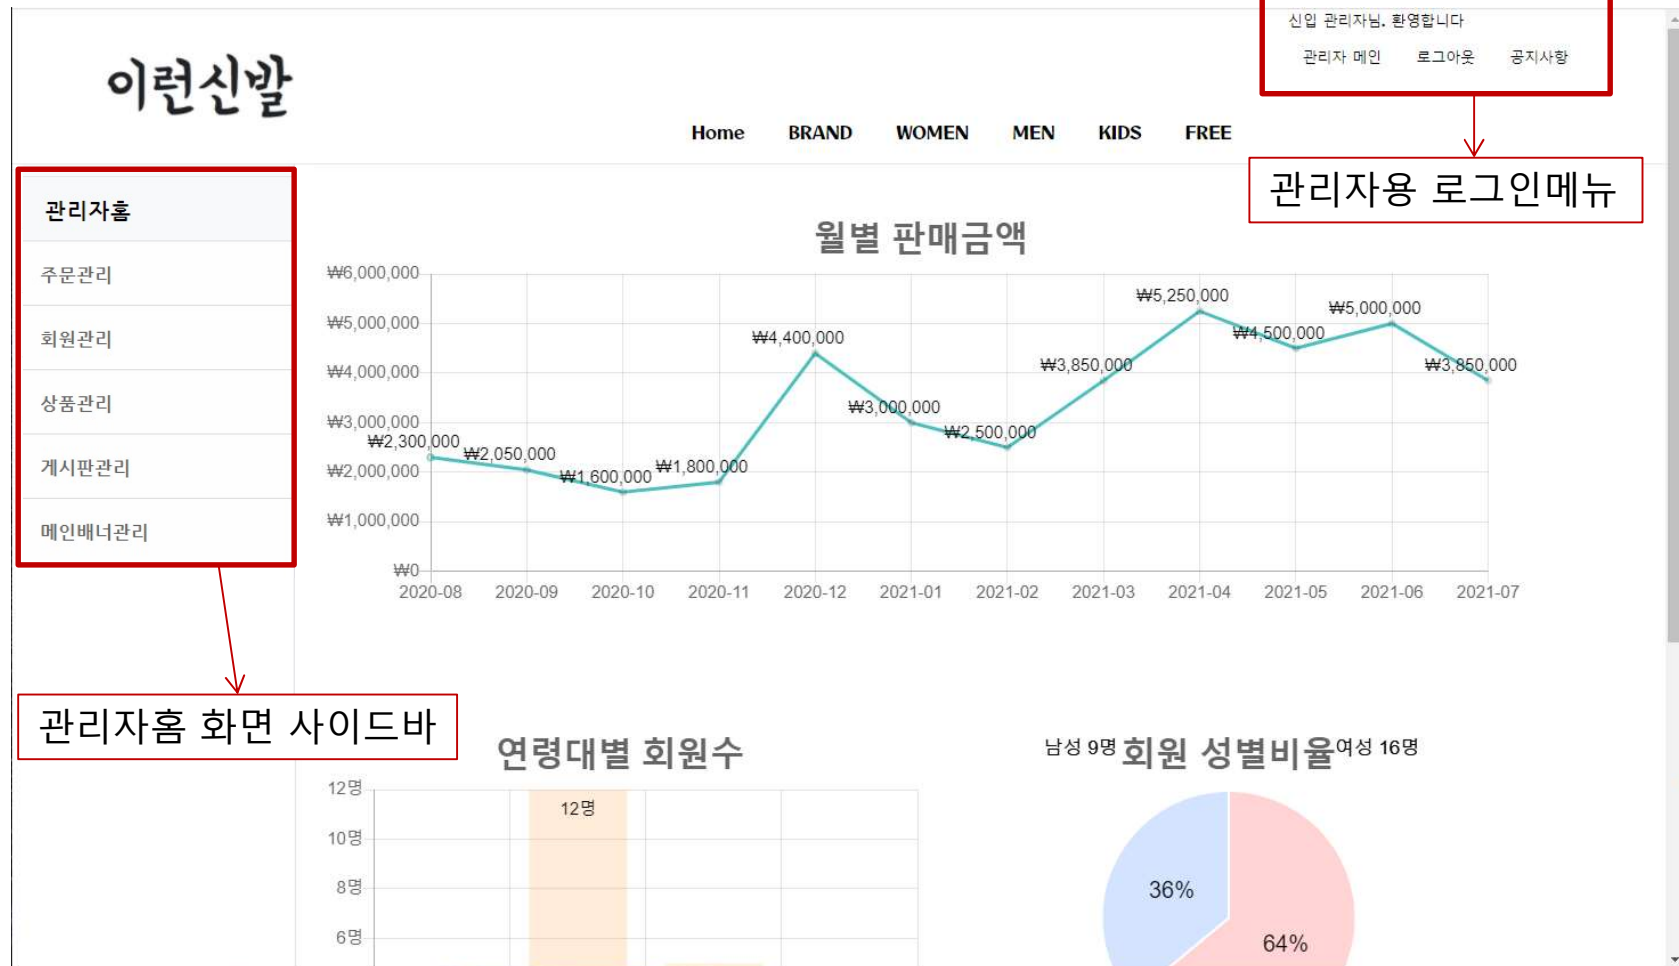 신입 관리자님. 환영합니다
관리자 메인 로그아웃 공지사항
이런신발
Home BRAND WOMEN MEN KIDS FREE
관리자용 로그인메뉴
관리자홈
주문관리
회원관리
상품관리
게시판관리
메인배너관리
관리자홈 화면 사이드바
월별 판매금액
₩6,000,000
₩5,000,000
₩4,000,000
₩3,000,000
₩2,000,000
₩1,000,000
₩0
₩2,300,000
₩2,050,000
₩1,600,000
₩1,800,000
₩4,400,000
₩3,000,000
₩2,500,000
₩3,850,000
₩5,250,000
₩4,500,000
₩5,000,000
₩3,850,000
2020-08 2020-09 2020-10 2020-11 2020-12 2021-01 2021-02 2021-03 2021-04 2021-05 2021-06 2021-07
연령대별 회원수
12명
10명
8명
6명
12명
남성 9명 회원 성별비율 여성 16명
36%
64%